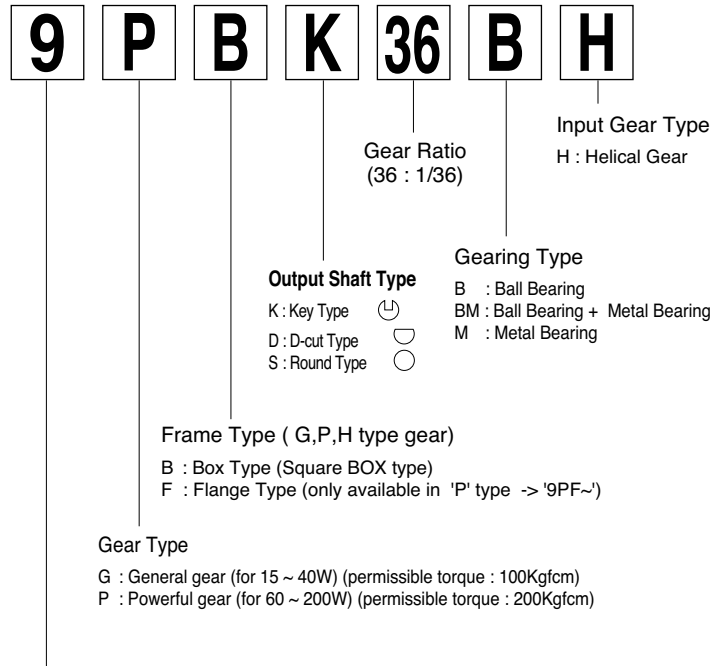 9 P B K 36 B H
Input Gear Type
H : Helical Gear
Gear Ratio
(36 : 1/36)
Gearing Type
B : Ball Bearing
BM : Ball Bearing + Metal Bearing
M : Metal Bearing
Output Shaft Type
K : Key Type
D : D-cut Type
S : Round Type
Frame Type ( G,P,H type gear)
B : Box Type (Square BOX type)
F : Flange Type (only available in 'P' type -> '9PF~')
Gear Type
G : General gear (for 15 ~ 40W) (permissible torque : 100Kgfcm)
P : Powerful gear (for 60 ~ 200W) (permissible torque : 200Kgfcm)